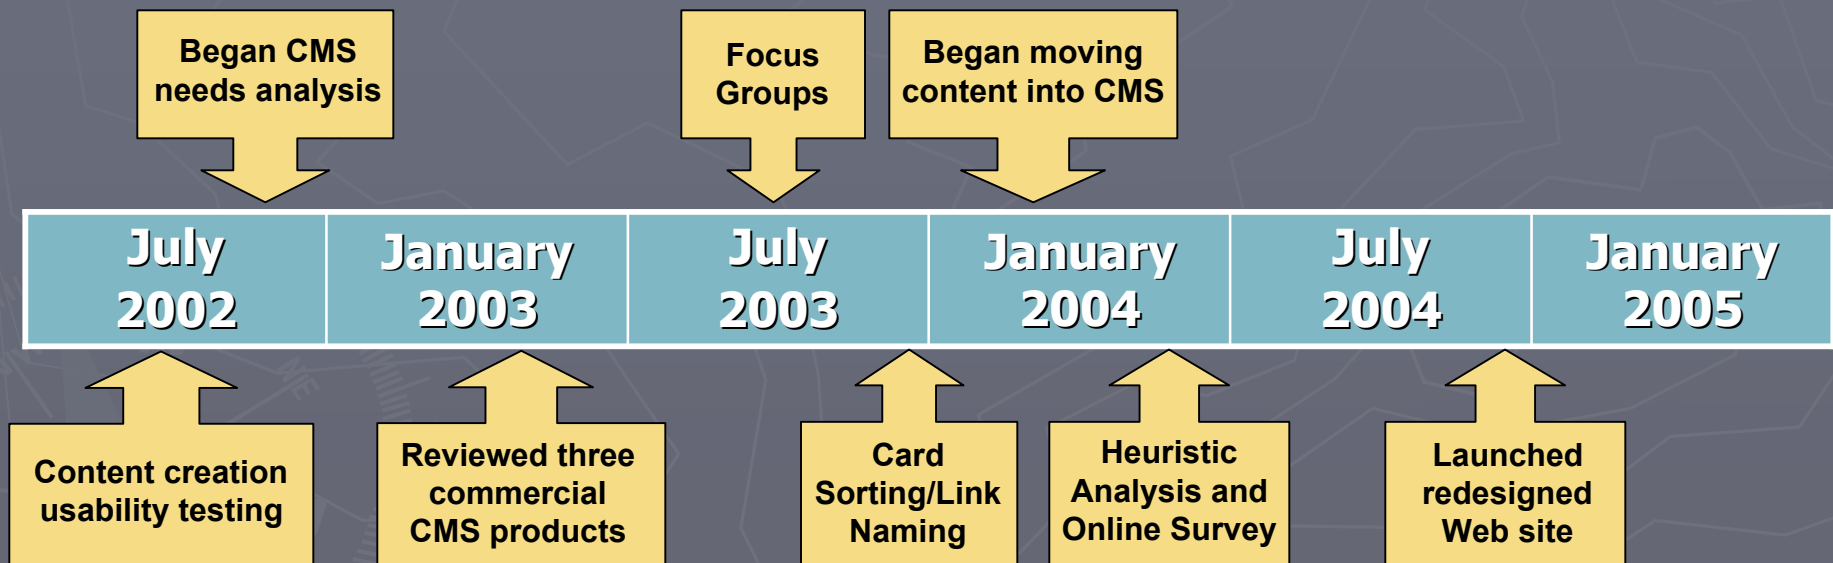 Began CMS
needs analysis
Focus
Groups
Began moving
content into CMS
July
2002
January
2003
July
2003
January
2004
July
2004
January
2005
Content creation
usability testing
Reviewed three
commercial
CMS products
Card
Sorting/Link
Naming
Heuristic
Analysis and
Online Survey
Launched
redesigned
Web site
NE